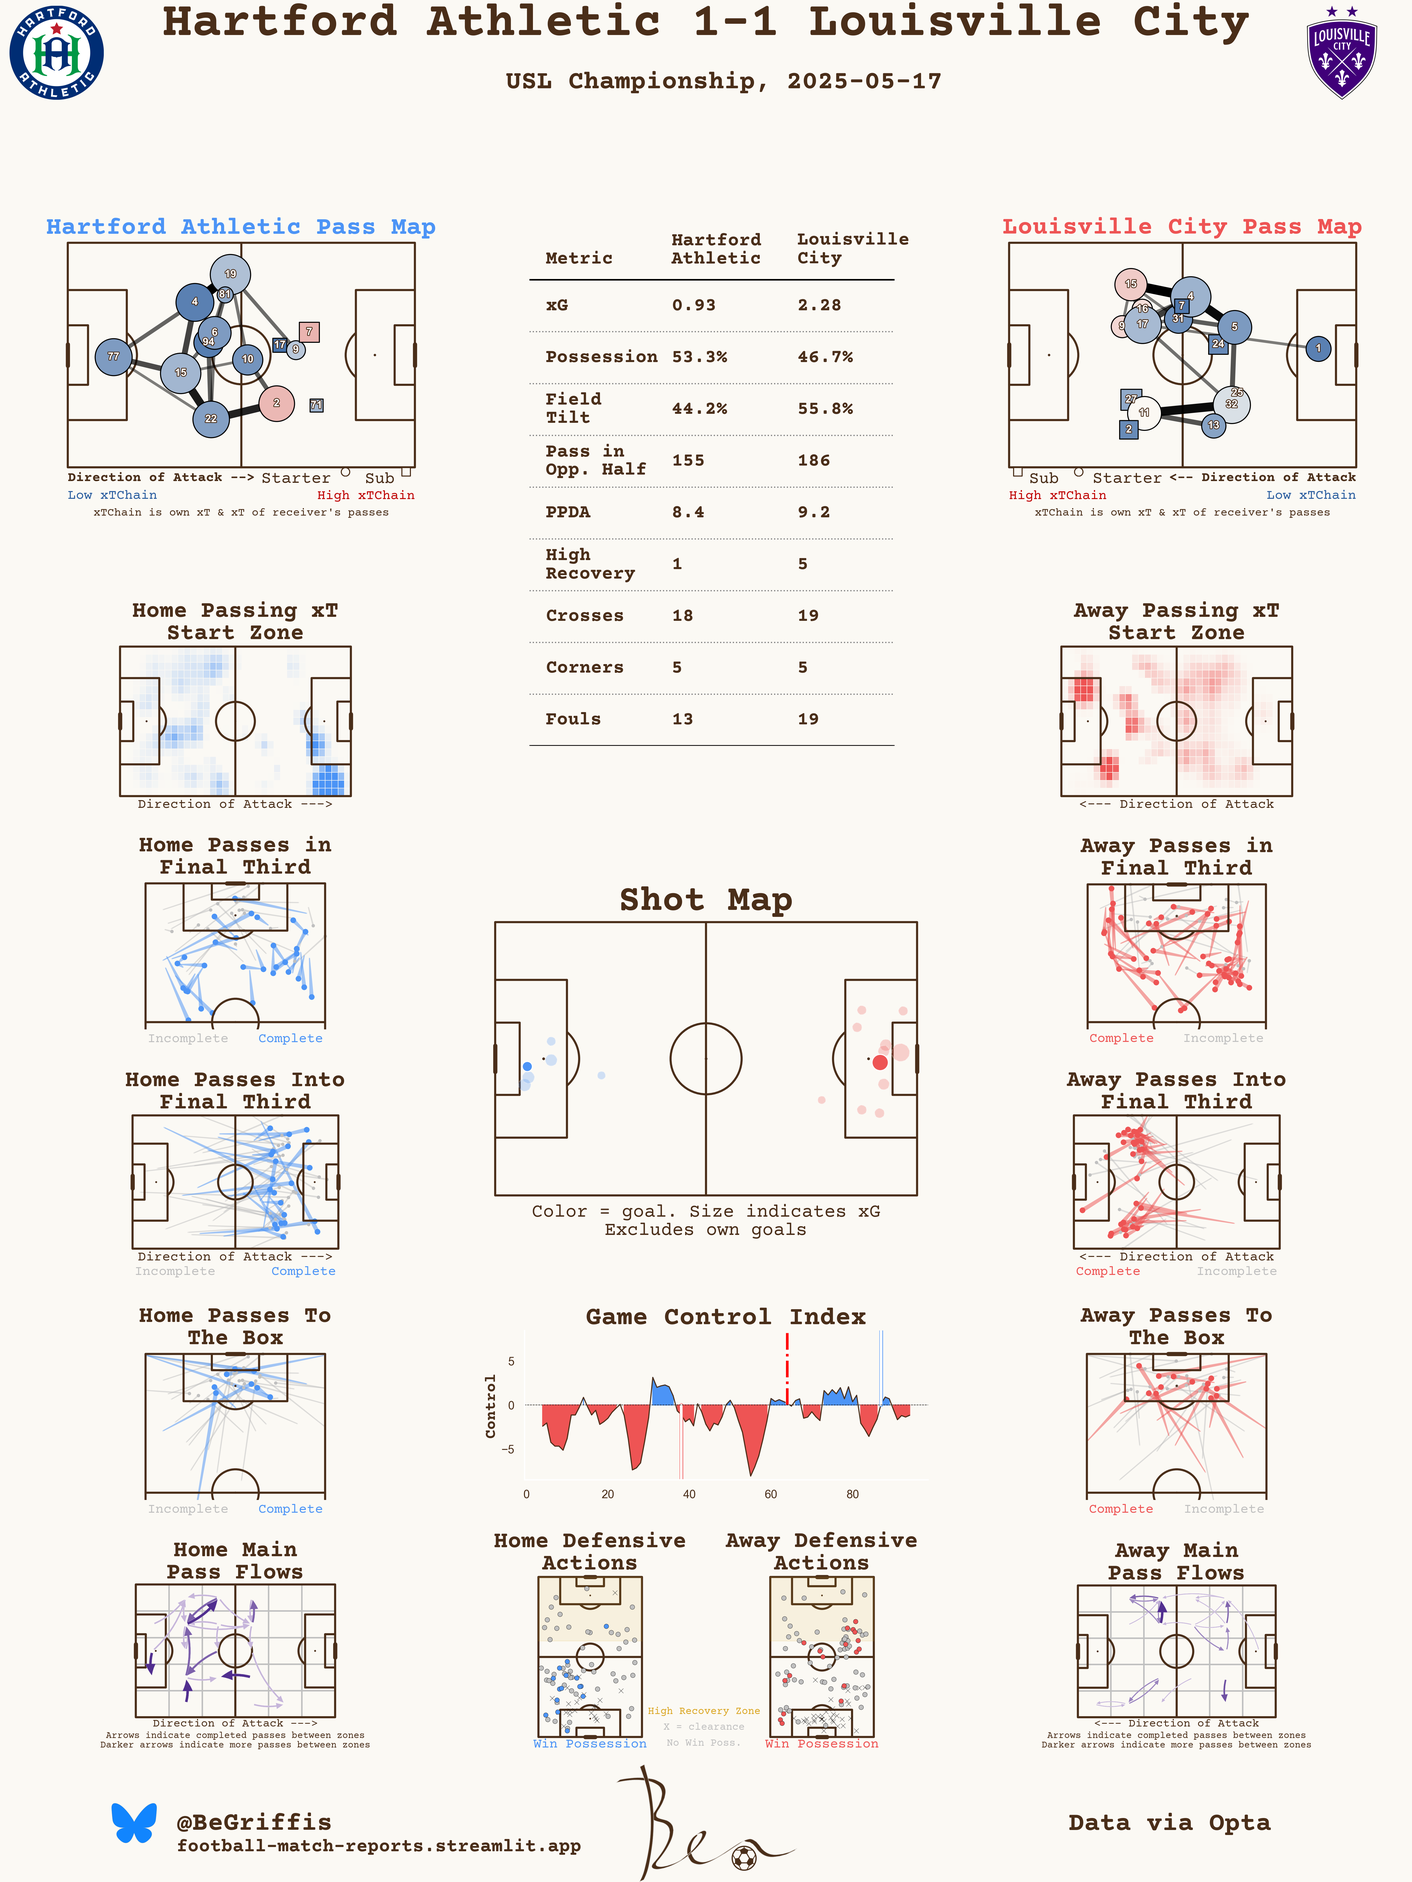 Hartford Athletic 1-1 Louisville City
USL Championship, 2025-05-17
HARTFORD
ATHLETIC
LOUISVILLE
CITY
Hartford Athletic Pass Map
19
81
4
6
94
17
7
9
77
10
15
2
71
22
Direction of Attack --> Starter Sub
Low xTChain High xTChain
xTChain is own xT & xT of receiver's passes
Metric Hartford Athletic Louisville City
xG 0.93 2.28
Possession 53.3% 46.7%
Field Tilt 44.2% 55.8%
Pass in Opp. Half 155 186
PPDA 8.4 9.2
High Recovery 1 5
Crosses 18 19
Corners 5 5
Fouls 13 19
Louisville City Pass Map
15
4
16
7
9
17
31
5
24
1
27
25
11
32
2
13
Sub Starter <-- Direction of Attack
High xTChain Low xTChain
xTChain is own xT & xT of receiver's passes
Home Passing xT
Start Zone
Direction of Attack --->
Away Passing xT
Start Zone
<--- Direction of Attack
Home Passes in
Final Third
Incomplete Complete
Away Passes in
Final Third
Complete Incomplete
Shot Map
Color = goal. Size indicates xG
Excludes own goals
Home Passes Into
Final Third
Direction of Attack --->
Incomplete Complete
Away Passes Into
Final Third
<--- Direction of Attack
Complete Incomplete
Home Passes To
The Box
Incomplete Complete
Game Control Index
Control
5
0
−5
0 20 40 60 80
Away Passes To
The Box
Complete Incomplete
Home Main
Pass Flows
Direction of Attack --->
Arrows indicate completed passes between zones
Darker arrows indicate more passes between zones
Home Defensive
Actions
Win Possession
High Recovery Zone
X = clearance
No Win Poss.
Away Defensive
Actions
Win Possession
Away Main
Pass Flows
<--- Direction of Attack
Arrows indicate completed passes between zones
Darker arrows indicate more passes between zones
@BeGriffis
football-match-reports.streamlit.app
Ben
Data via Opta